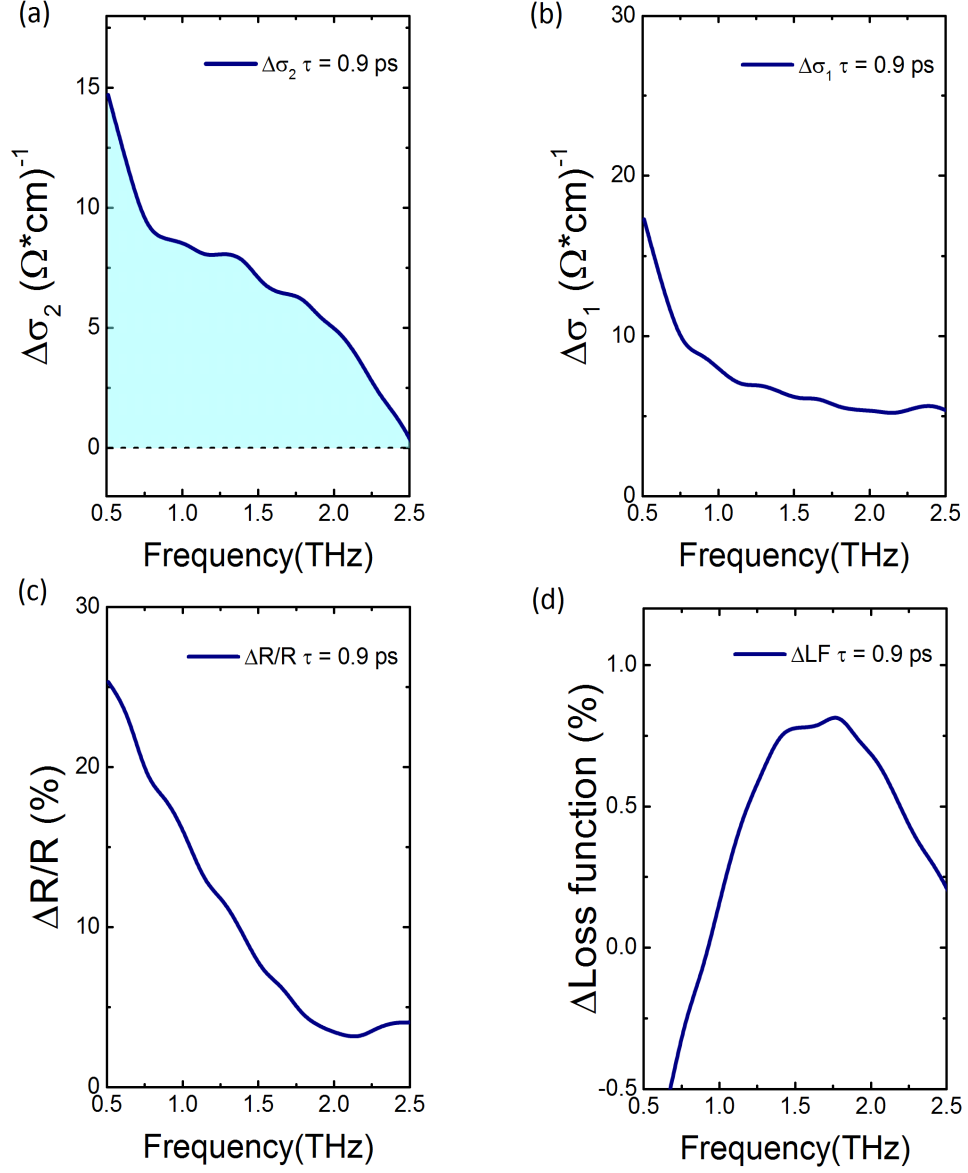 (a)
Δσ₂ τ = 0.9 ps
15
10
5
0
0.5 1.0 1.5 2.0 2.5
Δσ₂ (Ω*cm)⁻¹
Frequency(THz)
(b)
Δσ₁ τ = 0.9 ps
30
20
10
0
0.5 1.0 1.5 2.0 2.5
Δσ₁ (Ω*cm)⁻¹
Frequency(THz)
(c)
ΔR/R τ = 0.9 ps
30
20
10
0
0.5 1.0 1.5 2.0 2.5
ΔR/R (%)
Frequency(THz)
(d)
ΔLF τ = 0.9 ps
1.0
0.5
0.0
-0.5
0.5 1.0 1.5 2.0 2.5
ΔLoss function (%)
Frequency(THz)